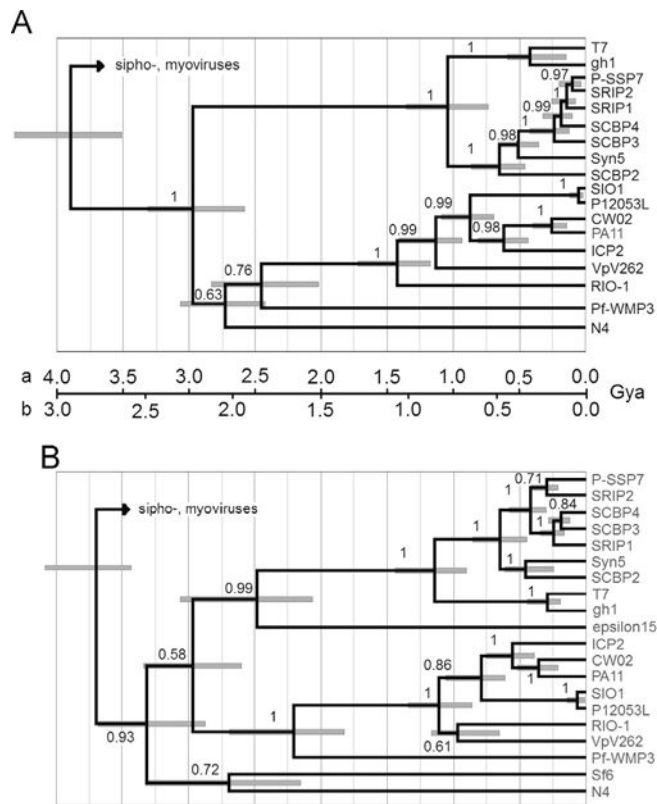 A
sipho-, myoviruses
1
T7
gh1
0.97
P-SSP7
SRIP2
1
1
SRIP1
0.99
SCBP4
1
SCBP3
0.98
Syn5
1
SCBP2
SIO1
1
P12053L
0.99
1
CW02
0.98
PA11
0.99
ICP2
1
VpV262
1
RIO-1
0.76
Pf-WMP3
0.63
N4
a 4.0 3.5 3.0 2.5 2.0 1.5 1.0 0.5 0.0
Gya
b 3.0 2.5 2.0 1.5 1.0 0.5 0.0
B
sipho-, myoviruses
0.71
P-SSP7
1
SRIP2
0.84
SCBP4
1
SCBP3
1
SRIP1
1
Syn5
1
SCBP2
0.99
T7
1
gh1
epsilon15
0.58
1
ICP2
0.86
CW02
1
PA11
1
1
SIO1
P12053L
1
RIO-1
0.61
VpV262
Pf-WMP3
0.93
0.72
Sf6
N4